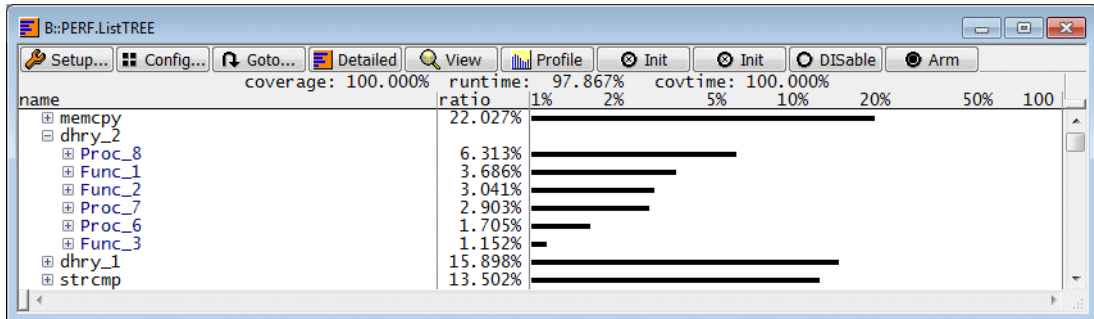 B::PERF.ListTREE
Setup... Config... Goto... Detailed View Profile Init Init DISable Arm
coverage: 100.000% runtime: 97.867% covtime: 100.000%
name ratio 1% 2% 5% 10% 20% 50% 100
memcpy 22.027%
dhry_2
Proc_8 6.313%
Func_1 3.686%
Func_2 3.041%
Proc_7 2.903%
Proc_6 1.705%
Func_3 1.152%
dhry_1 15.898%
strcmp 13.502%